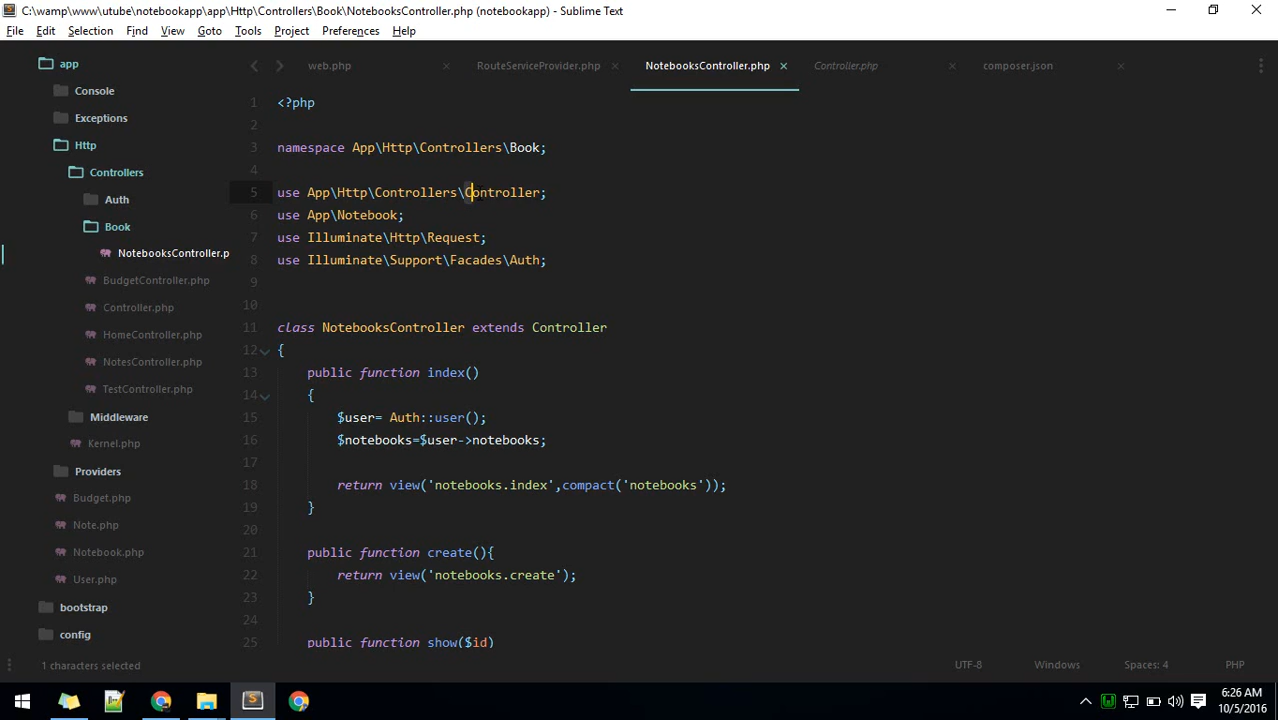 C:\wamp\www\utube\notebookapp\app\Http\Controllers\Book\NotebooksController.php (notebookapp) - Sublime Text
File Edit Selection Find View Goto Tools Project Preferences Help
app
Console
Exceptions
Http
Controllers
Auth
Book
NotebooksController.p
BudgetController.php
Controller.php
HomeController.php
NotesController.php
TestController.php
Middleware
Kernel.php
Providers
Budget.php
Note.php
Notebook.php
User.php
bootstrap
config
web.php × RouteServiceProvider.php × NotebooksController.php × Controller.php × composer.json ×
1 <?php
2
3 namespace App\Http\Controllers\Book;
4
5 use App\Http\Controllers\Controller;
6 use App\Notebook;
7 use Illuminate\Http\Request;
8 use Illuminate\Support\Facades\Auth;
9
10
11 class NotebooksController extends Controller
12 {
13 public function index()
14 {
15 $user= Auth::user();
16 $notebooks=$user->notebooks;
17
18 return view('notebooks.index',compact('notebooks'));
19 }
20
21 public function create(){
22 return view('notebooks.create');
23 }
24
25 public function show($id)
1 characters selected UTF-8 Windows Spaces: 4 PHP
6:26 AM
10/5/2016